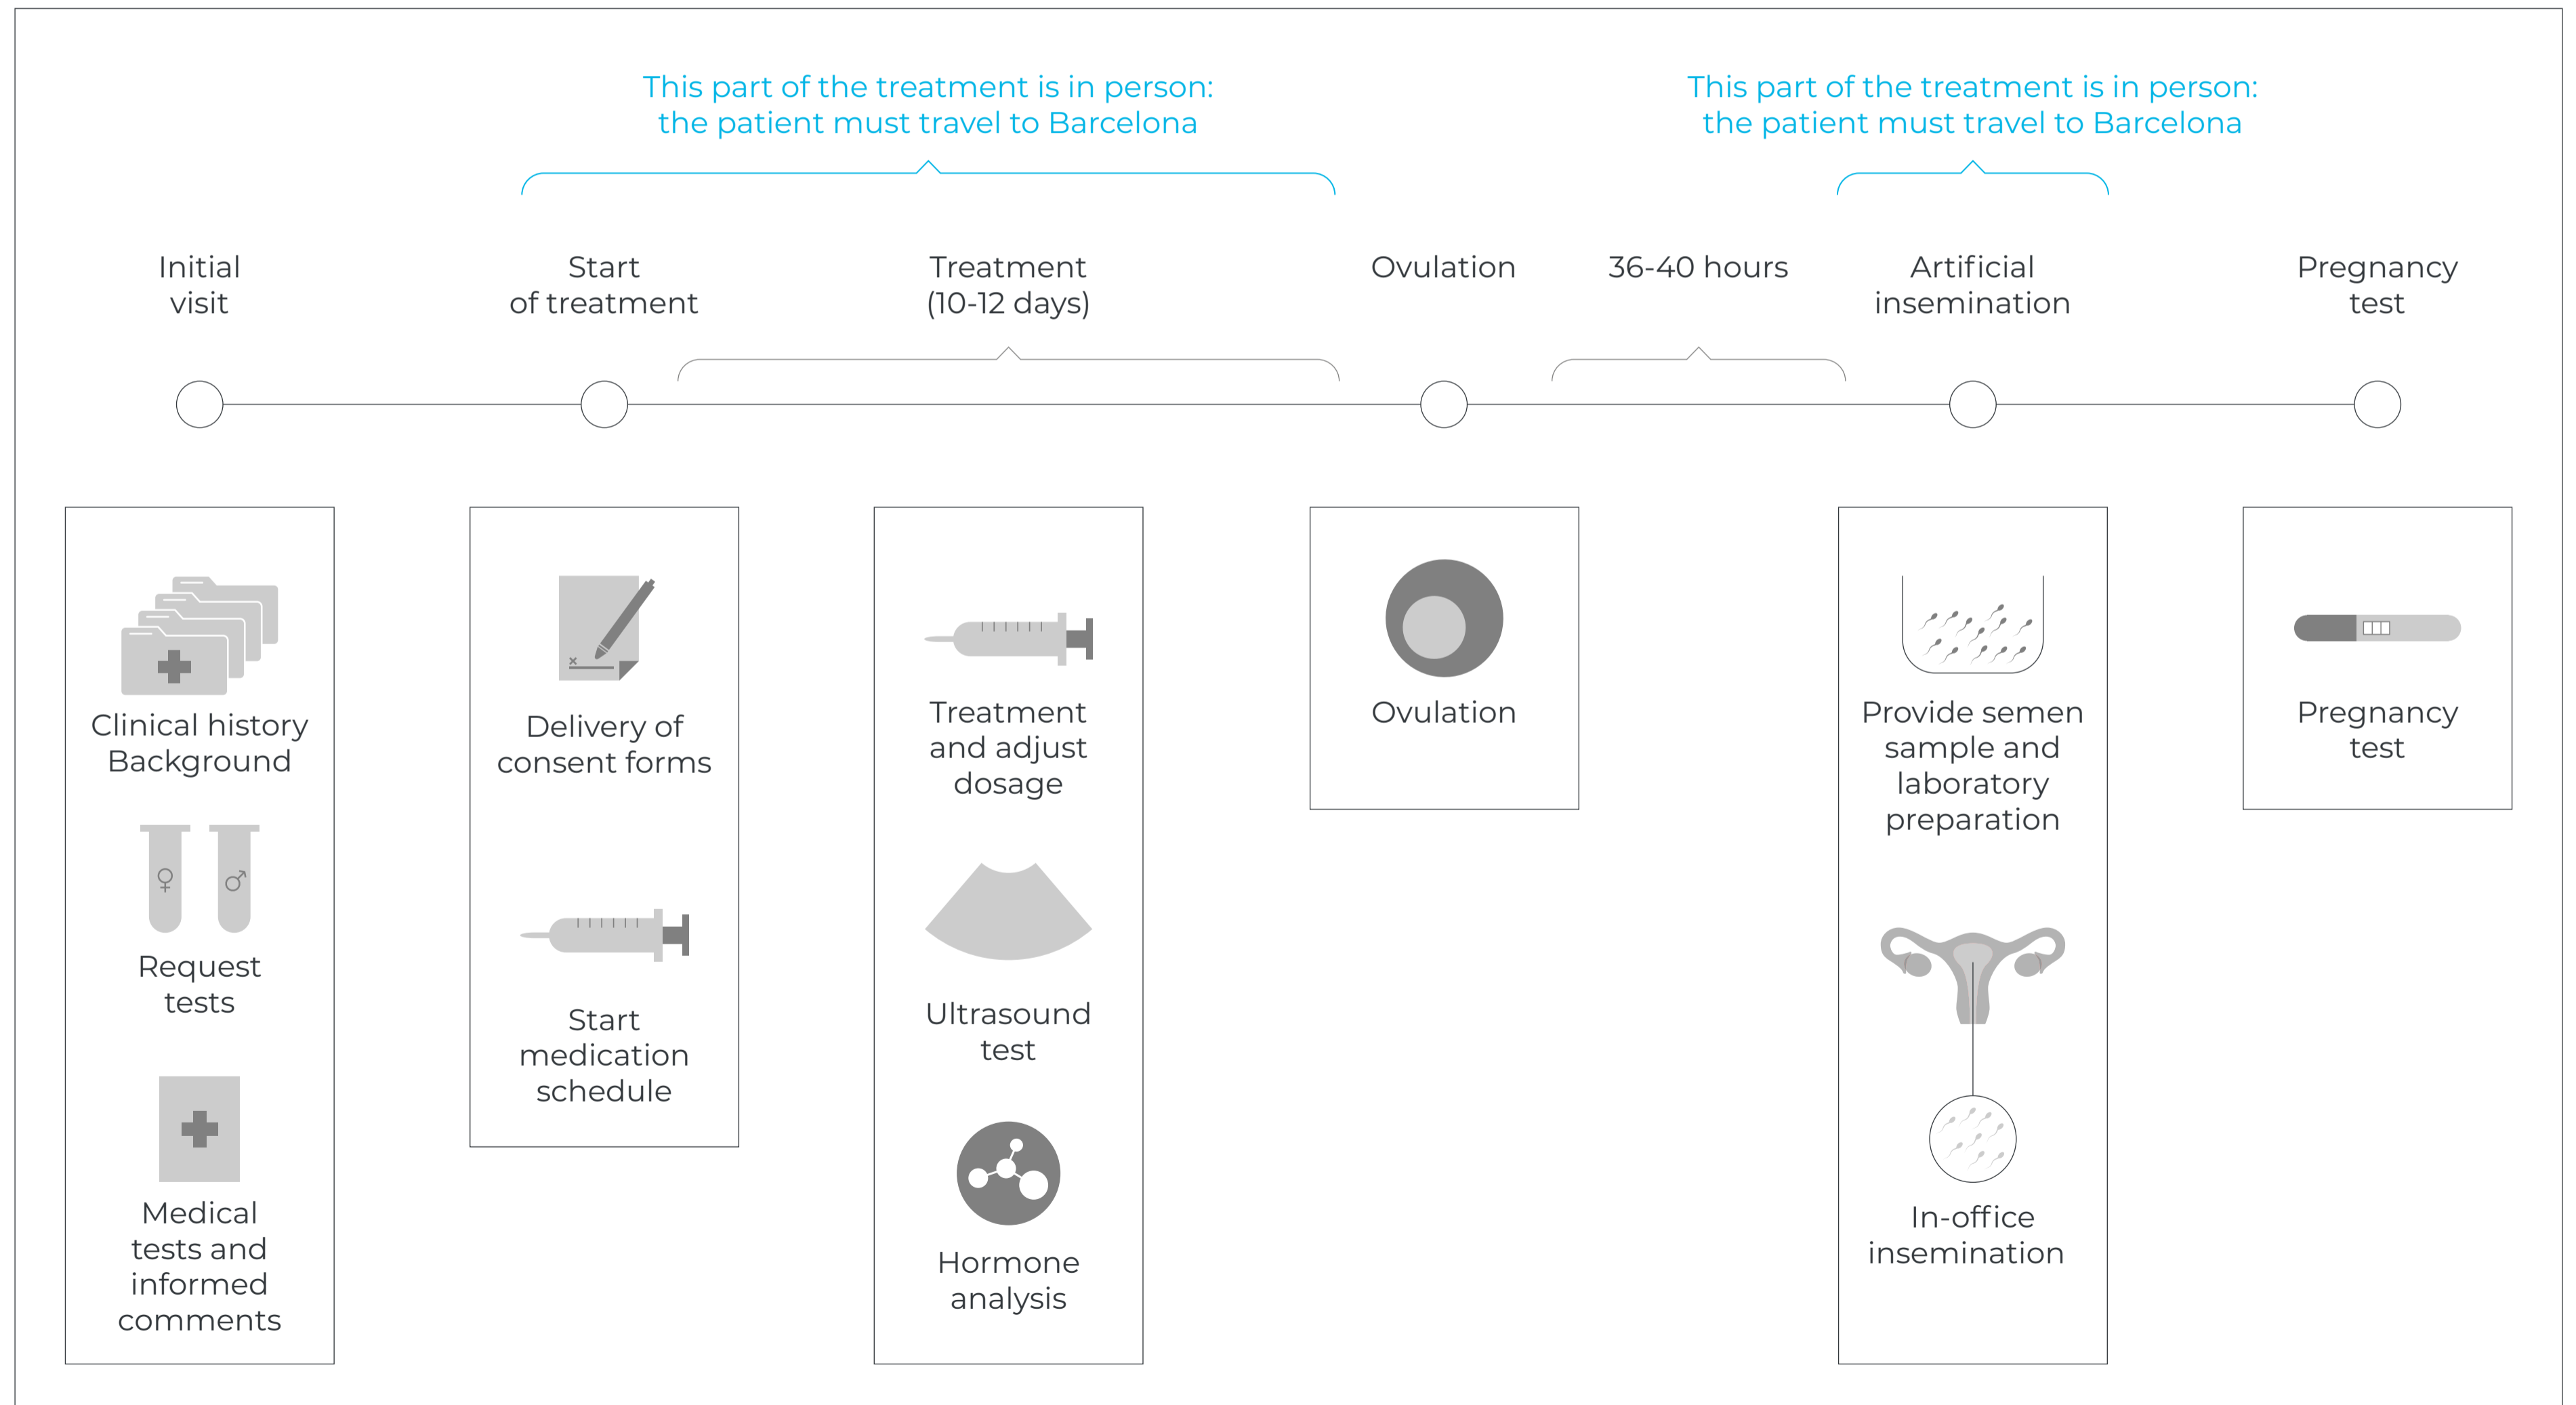 This part of the treatment is in person:
the patient must travel to Barcelona
This part of the treatment is in person:
the patient must travel to Barcelona
Initial
visit
Start
of treatment
Treatment
(10-12 days)
Ovulation
36-40 hours
Artificial
insemination
Pregnancy
test
Clinical history
Background
Request
tests
Medical
tests and
informed
comments
x
Delivery of
consent forms
Start
medication
schedule
Treatment
and adjust
dosage
Ultrasound
test
Hormone
analysis
Ovulation
Provide semen
sample and
laboratory
preparation
In-office
insemination
Pregnancy
test